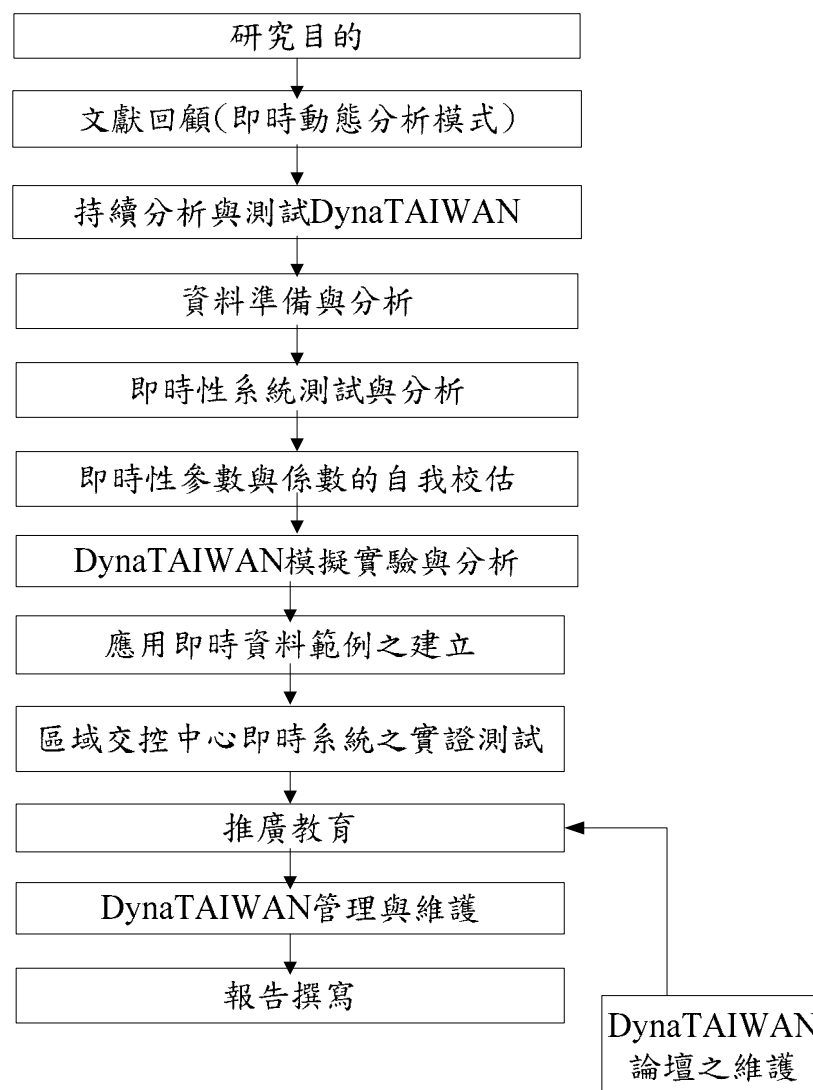 研究目的
文獻回顧(即時動態分析模式)
持續分析與測試DynaTAIWAN
資料準備與分析
即時性系統測試與分析
即時性參數與係數的自我校估
DynaTAIWAN模擬實驗與分析
應用即時資料範例之建立
區域交控中心即時系統之實證測試
推廣教育
DynaTAIWAN管理與維護
報告撰寫
DynaTAIWAN
論壇之維護